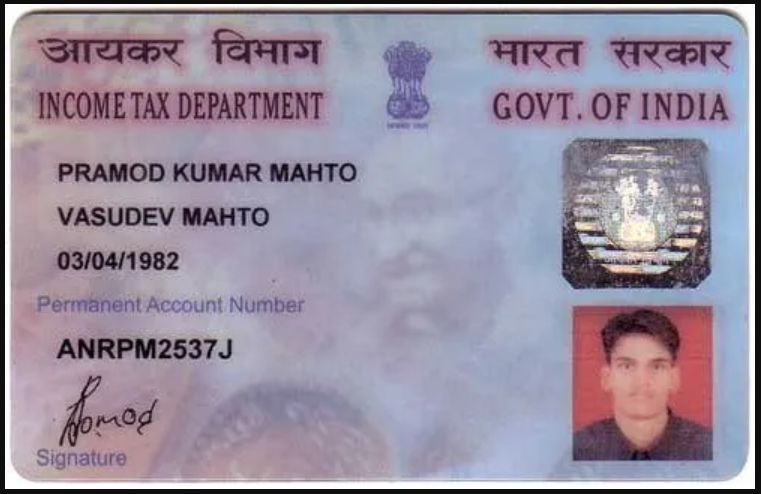 आयकर विभाग
INCOME TAX DEPARTMENT
भारत सरकार
GOVT. OF INDIA
PRAMOD KUMAR MAHTO
VASUDEV MAHTO
03/04/1982
Permanent Account Number
ANRPM2537J
Pramod
Signature